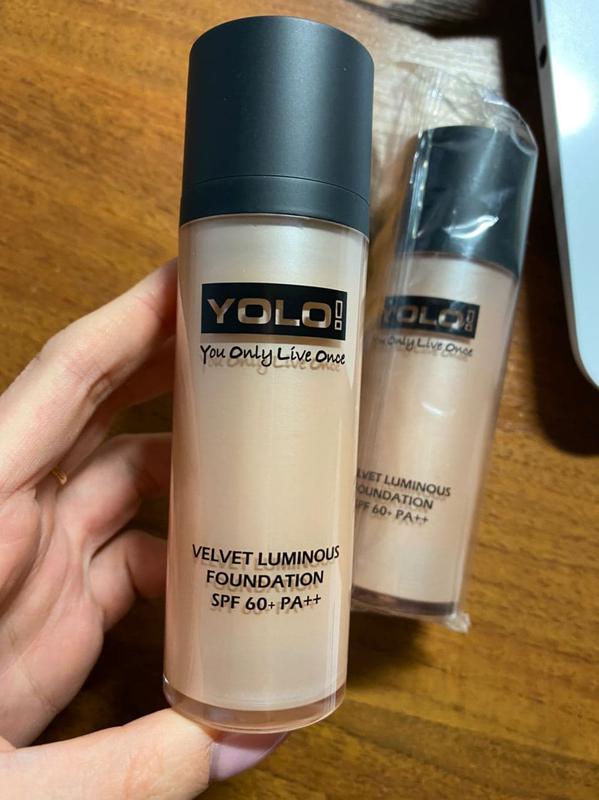 YOLO!
You Only Live Once
VELVET LUMINOUS
FOUNDATION
SPF 60+ PA++
YOLO!
You Only Live Once
LVET LUMINOUS
FOUNDATION
SPF 60+ PA++